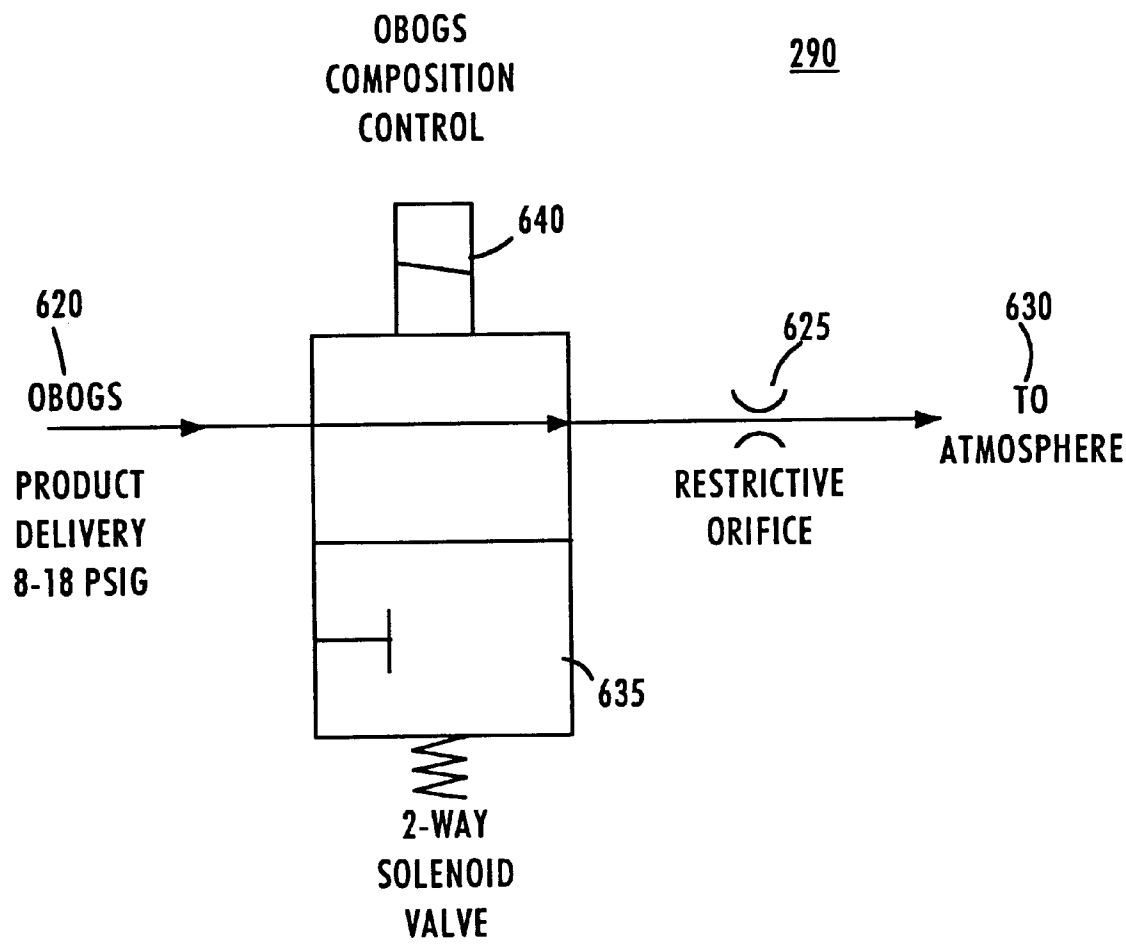 OBOGS
COMPOSITION
CONTROL
290
640
620
OBOGS
PRODUCT
DELIVERY
8-18 PSIG
625
RESTRICTIVE
ORIFICE
630
TO
ATMOSPHERE
635
2-WAY
SOLENOID
VALVE